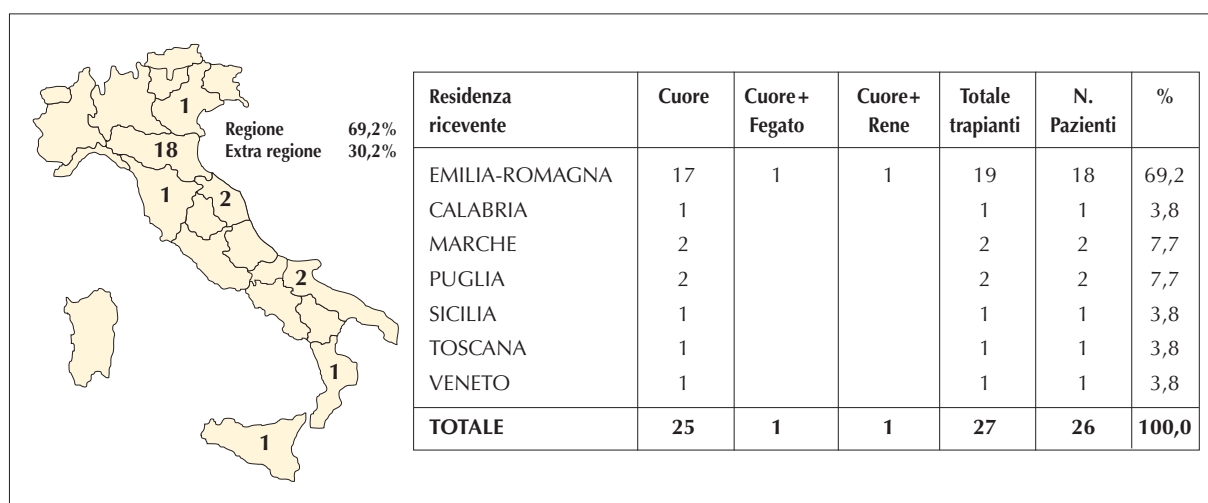 1
Regione 69,2%
Extra regione 30,2%
18
1
2
2
1
1
Residenza ricevente Cuore Cuore+ Fegato Cuore+ Rene Totale trapianti N. Pazienti %
EMILIA-ROMAGNA 17 1 1 19 18 69,2
CALABRIA 1 1 1 3,8
MARCHE 2 2 2 7,7
PUGLIA 2 2 2 7,7
SICILIA 1 1 1 3,8
TOSCANA 1 1 1 3,8
VENETO 1 1 1 3,8
TOTALE 25 1 1 27 26 100,0